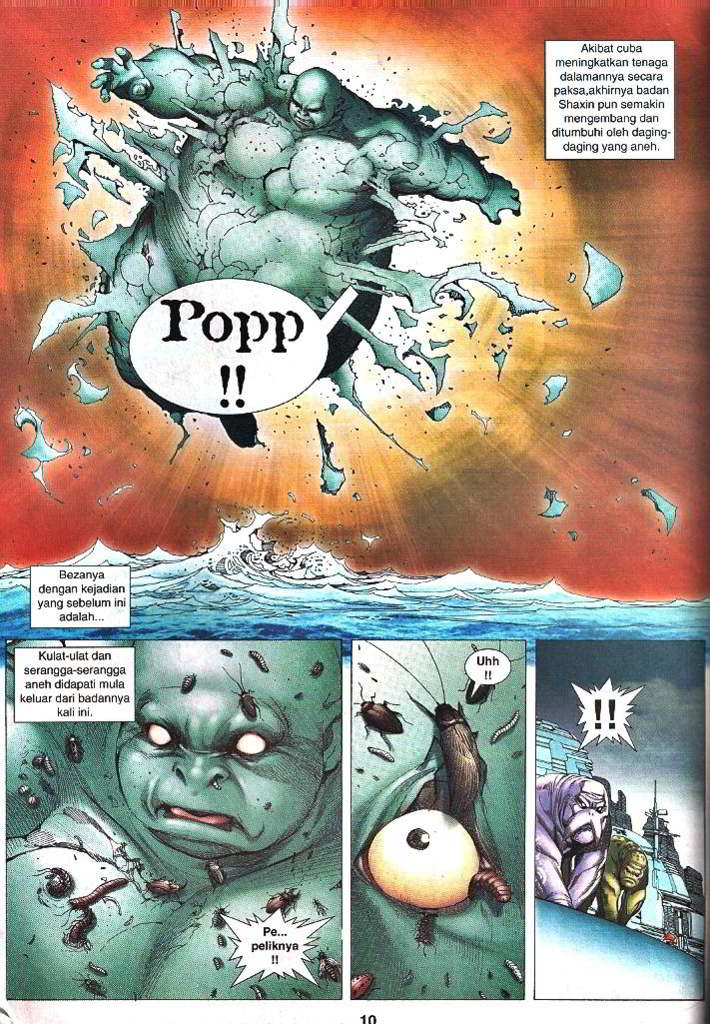 Akibat cuba
meningkatkan tenaga
dalamannya secara
paksa,akhirnya badan
Shaxin pun semakin
mengembang dan
ditumbuhi oleh daging-
daging yang aneh.
Popp
!!
Bezanya
dengan kejadian
yang sebelum ini
adalah...
Kulat-ulat dan
serangga-serangga
aneh didapati mula
keluar dari badannya
kali ini.
Pe...
peliknya
!!
Uhh
!!
!!
10